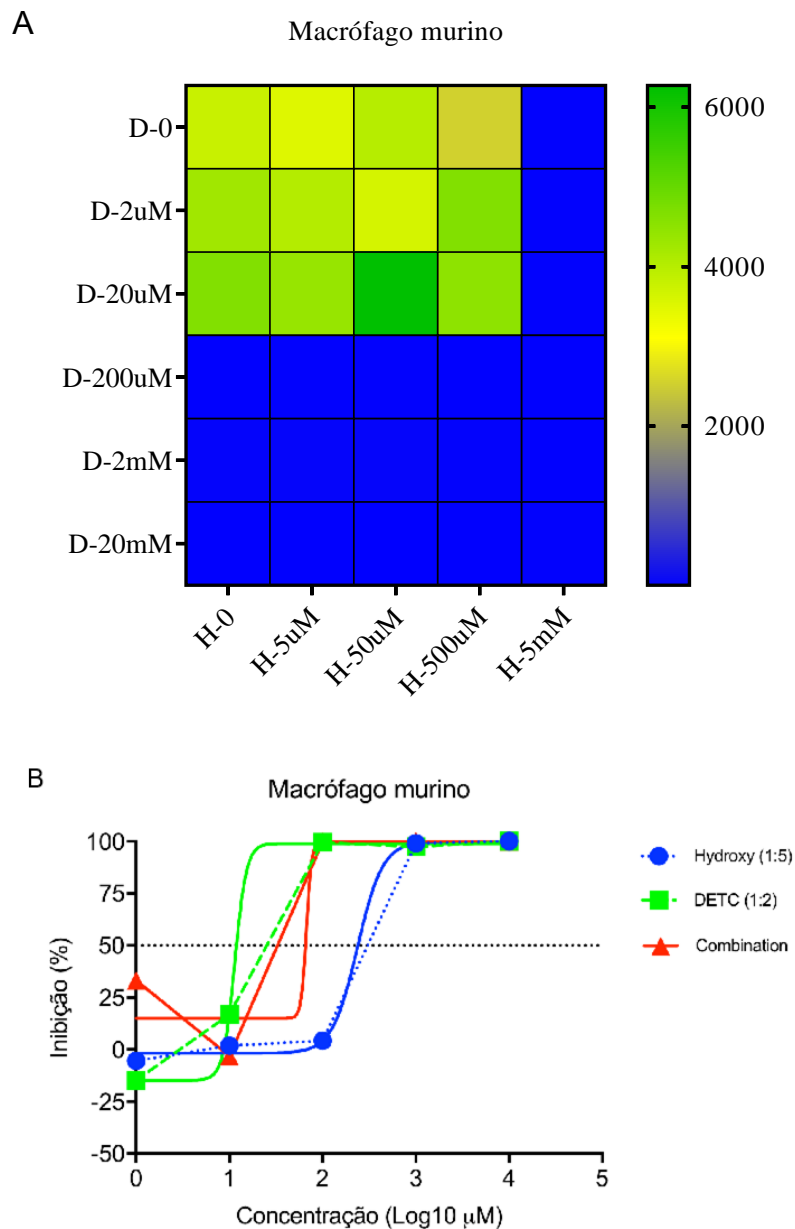 A
Macrófago murino
D-0
D-2uM
D-20uM
D-200uM
D-2mM
D-20mM
H-0
H-5uM
H-50uM
H-500uM
H-5mM
6000
4000
2000
B
Macrófago murino
Inibição (%)
100
75
50
25
0
-25
-50
0
1
2
3
4
5
Concentração (Log10 μM)
Hydroxy (1:5)
DETC (1:2)
Combination